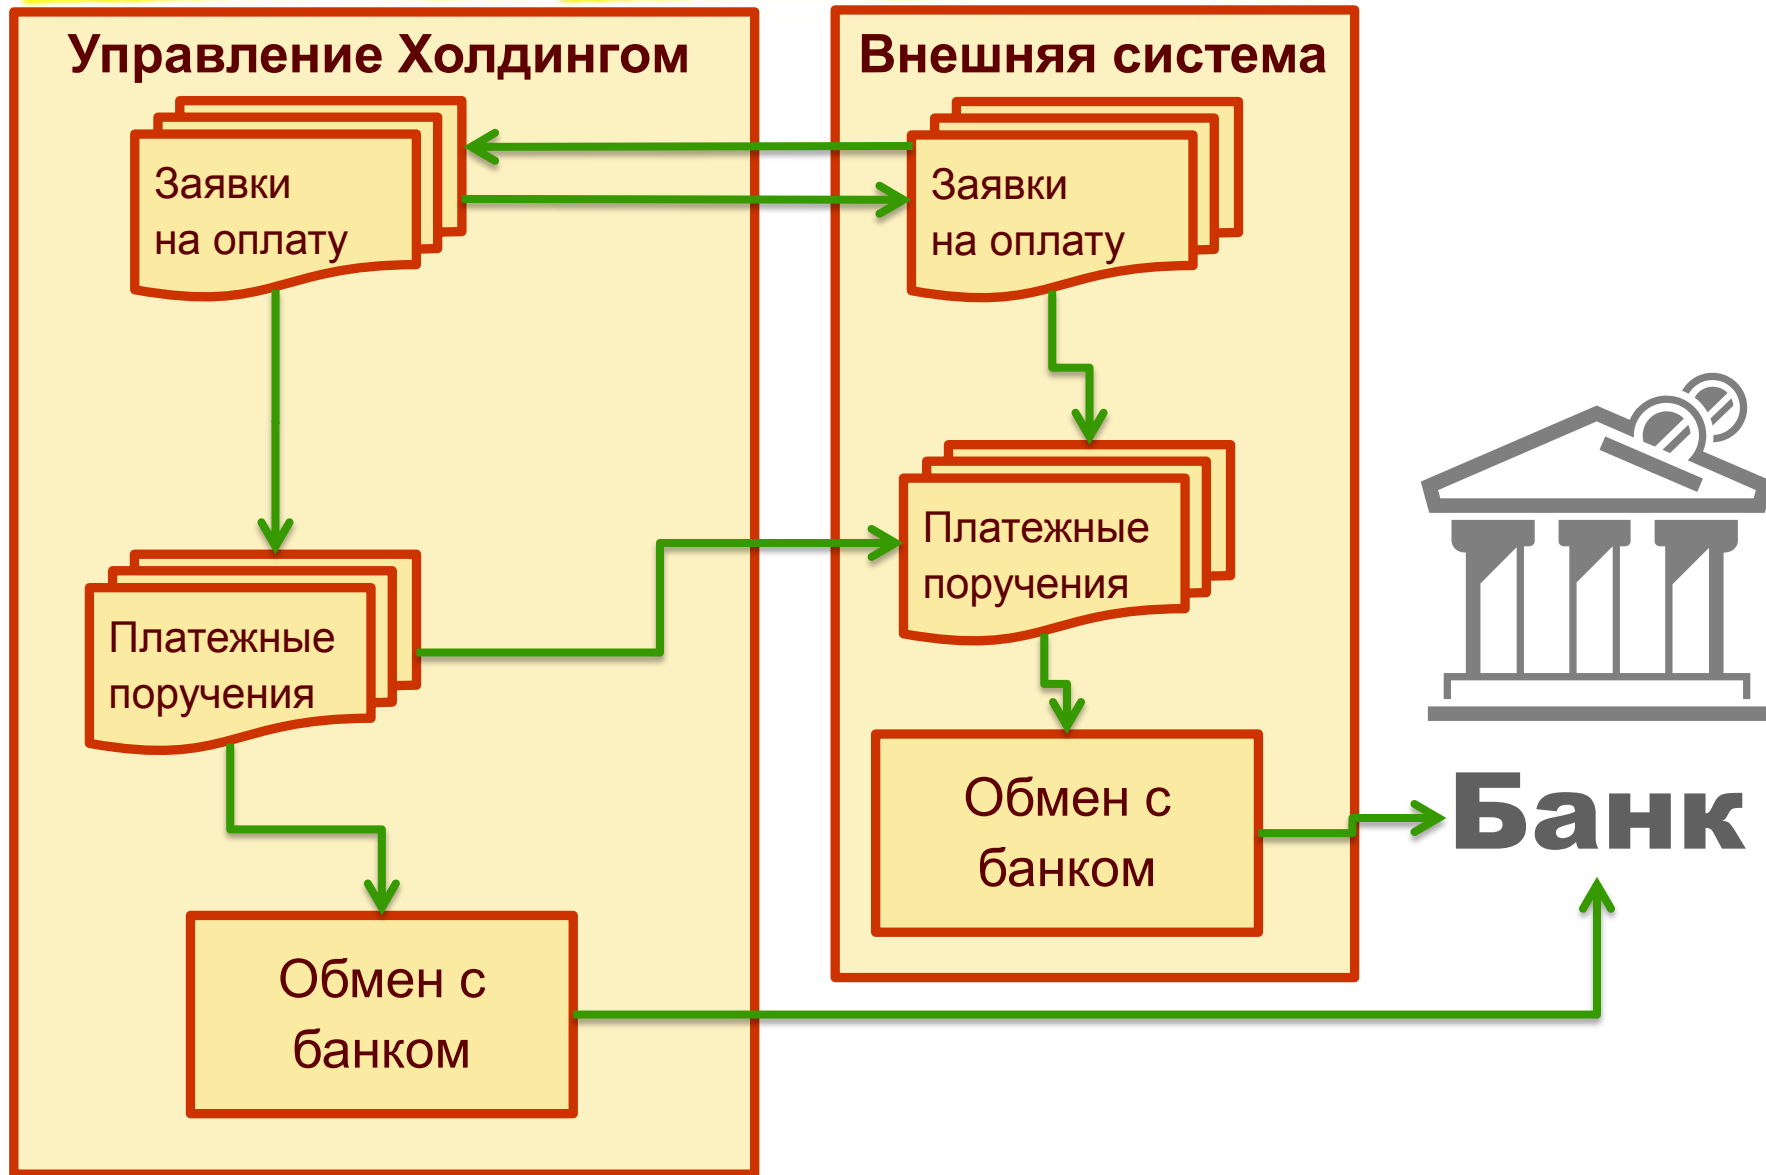 Управление Холдингом
Заявки
на оплату
Платежные
поручения
Обмен с
банком
Внешняя система
Заявки
на оплату
Платежные
поручения
Обмен с
банком
Банк